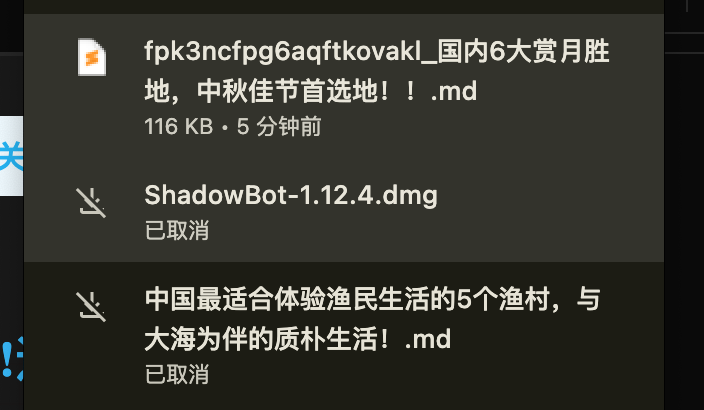 fpk3ncfpg6aqftkovakl_国内6大赏月胜
地，中秋佳节首选地！！.md
116 KB • 5 分钟前
关
ShadowBot-1.12.4.dmg
已取消
中国最适合体验渔民生活的5个渔村，与
大海为伴的质朴生活！.md
已取消